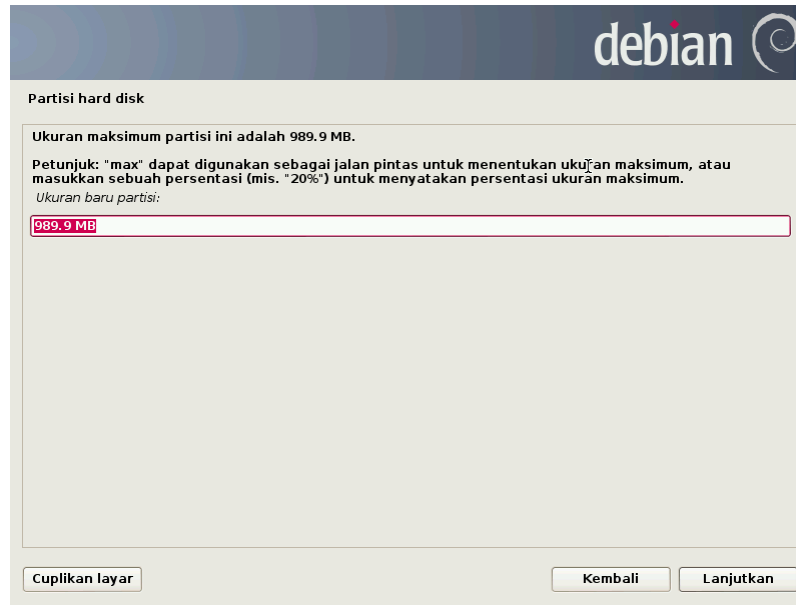 debian
Partisi hard disk
Ukuran maksimum partisi ini adalah 989.9 MB.
Petunjuk: "max" dapat digunakan sebagai jalan pintas untuk menentukan ukuran maksimum, atau
masukkan sebuah persentasi (mis. "20%") untuk menyatakan persentasi ukuran maksimum.
Ukuran baru partisi:
989.9 MB
Cuplikan layar
Kembali
Lanjutkan